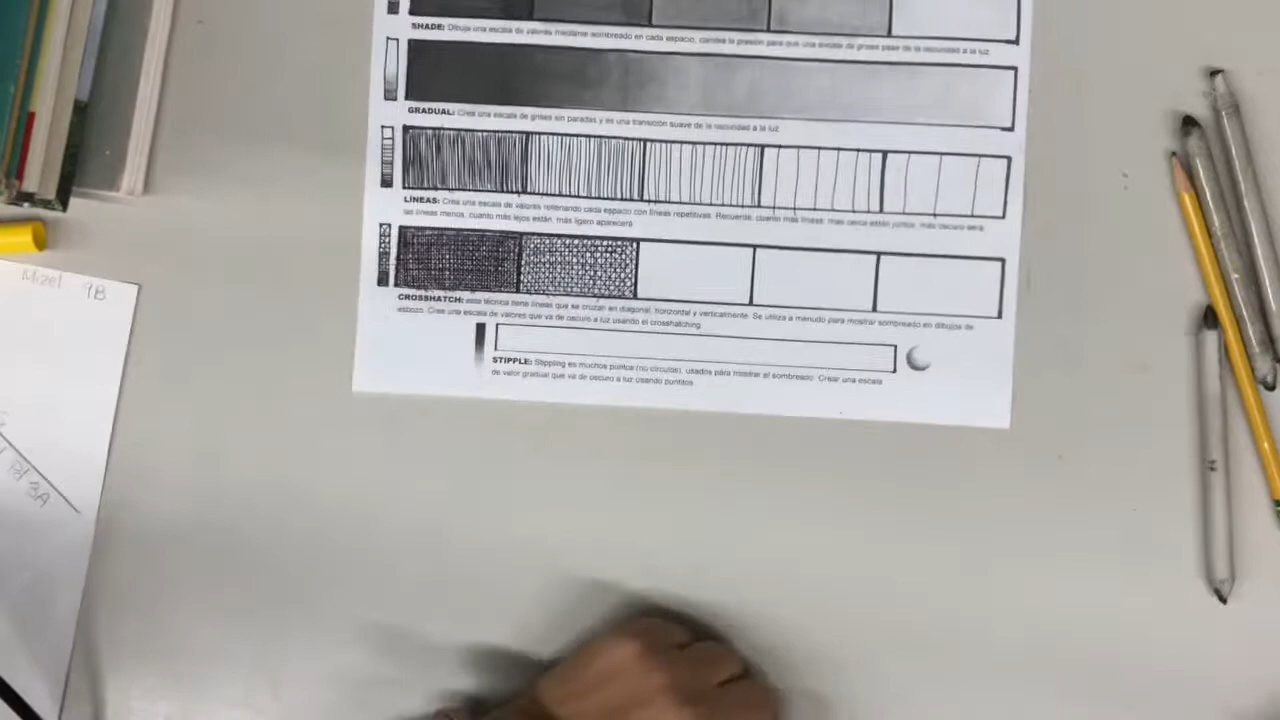 SHADE: Dibuja una escala de valores mediante sombreado en cada espacio, cambia la presión para que una escala de grises pase de la oscuridad a la luz.
GRADUAL: Crea una escala de grises sin paradas y es una transición suave de la oscuridad a la luz.
LÍNEAS: Crea una escala de valores rellenando cada espacio con líneas repetitivas. Recuerde, cuanto más líneas, más cerca están juntos, más oscuro será;
las líneas menos, cuanto más lejos están, más ligero aparecerá.
CROSSHATCH: esta técnica tiene líneas que se cruzan en diagonal, horizontal y verticalmente. Se utiliza a menudo para mostrar sombreado en dibujos de
esbozo. Cree una escala de valores que va de oscuro a luz usando el crosshatching.
STIPPLE: Stippling es muchos puntos (no círculos), usados para mostrar el sombreado. Crear una escala
de valor gradual que va de oscuro a luz usando puntitos.
Mizel 9B
Pd 3A